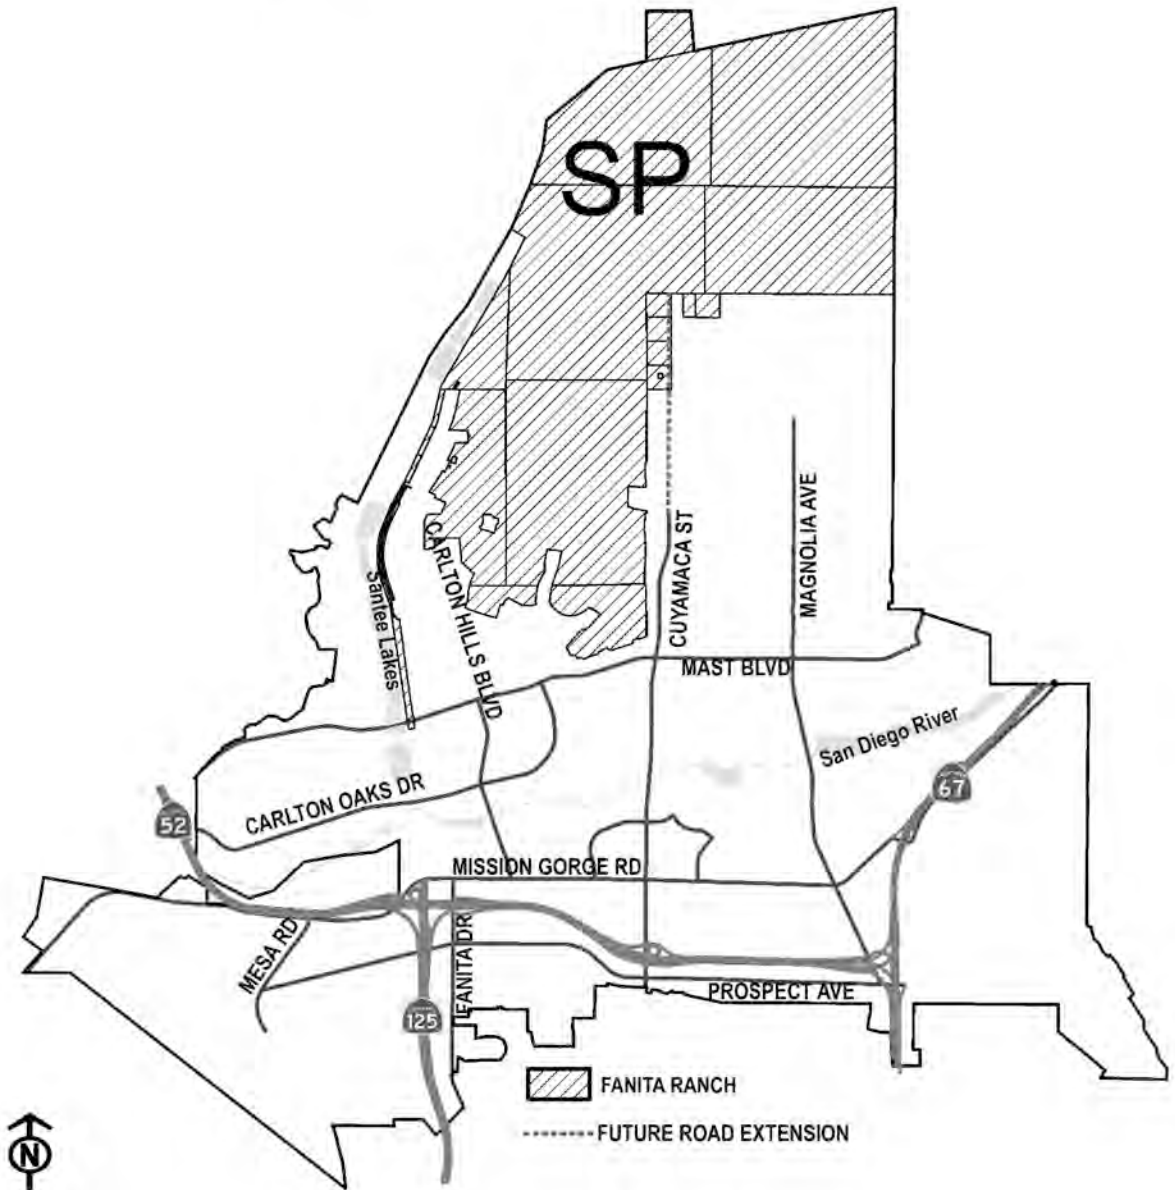 SP
Santee Lakes
CARLTON HILLS BLVD
CUYAMACA ST
MAGNOLIA AVE
MAST BLVD
San Diego River
67
52
CARLTON OAKS DR
MISSION GORGE RD
MESA RD
FANITA DR
125
PROSPECT AVE
FANITA RANCH
FUTURE ROAD EXTENSION
N